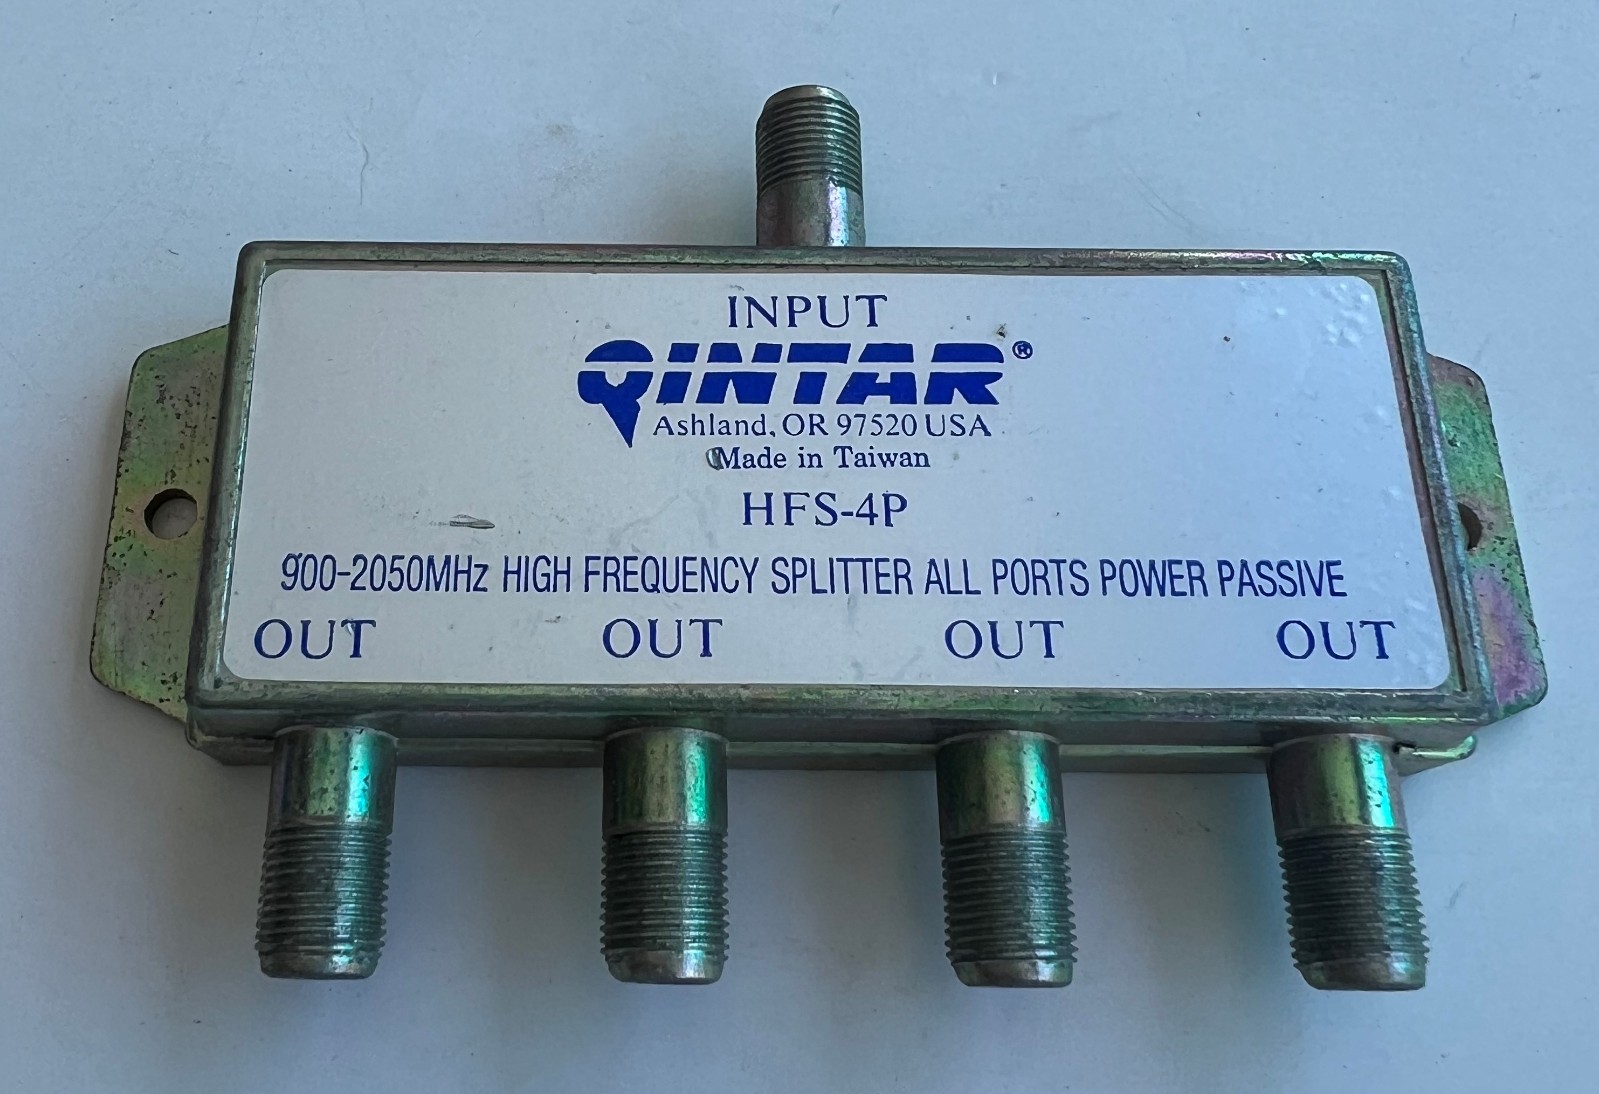 INPUT
QINTAR®
Ashland, OR 97520 USA
Made in Taiwan
HFS-4P
900-2050MHz HIGH FREQUENCY SPLITTER ALL PORTS POWER PASSIVE
OUT OUT OUT OUT